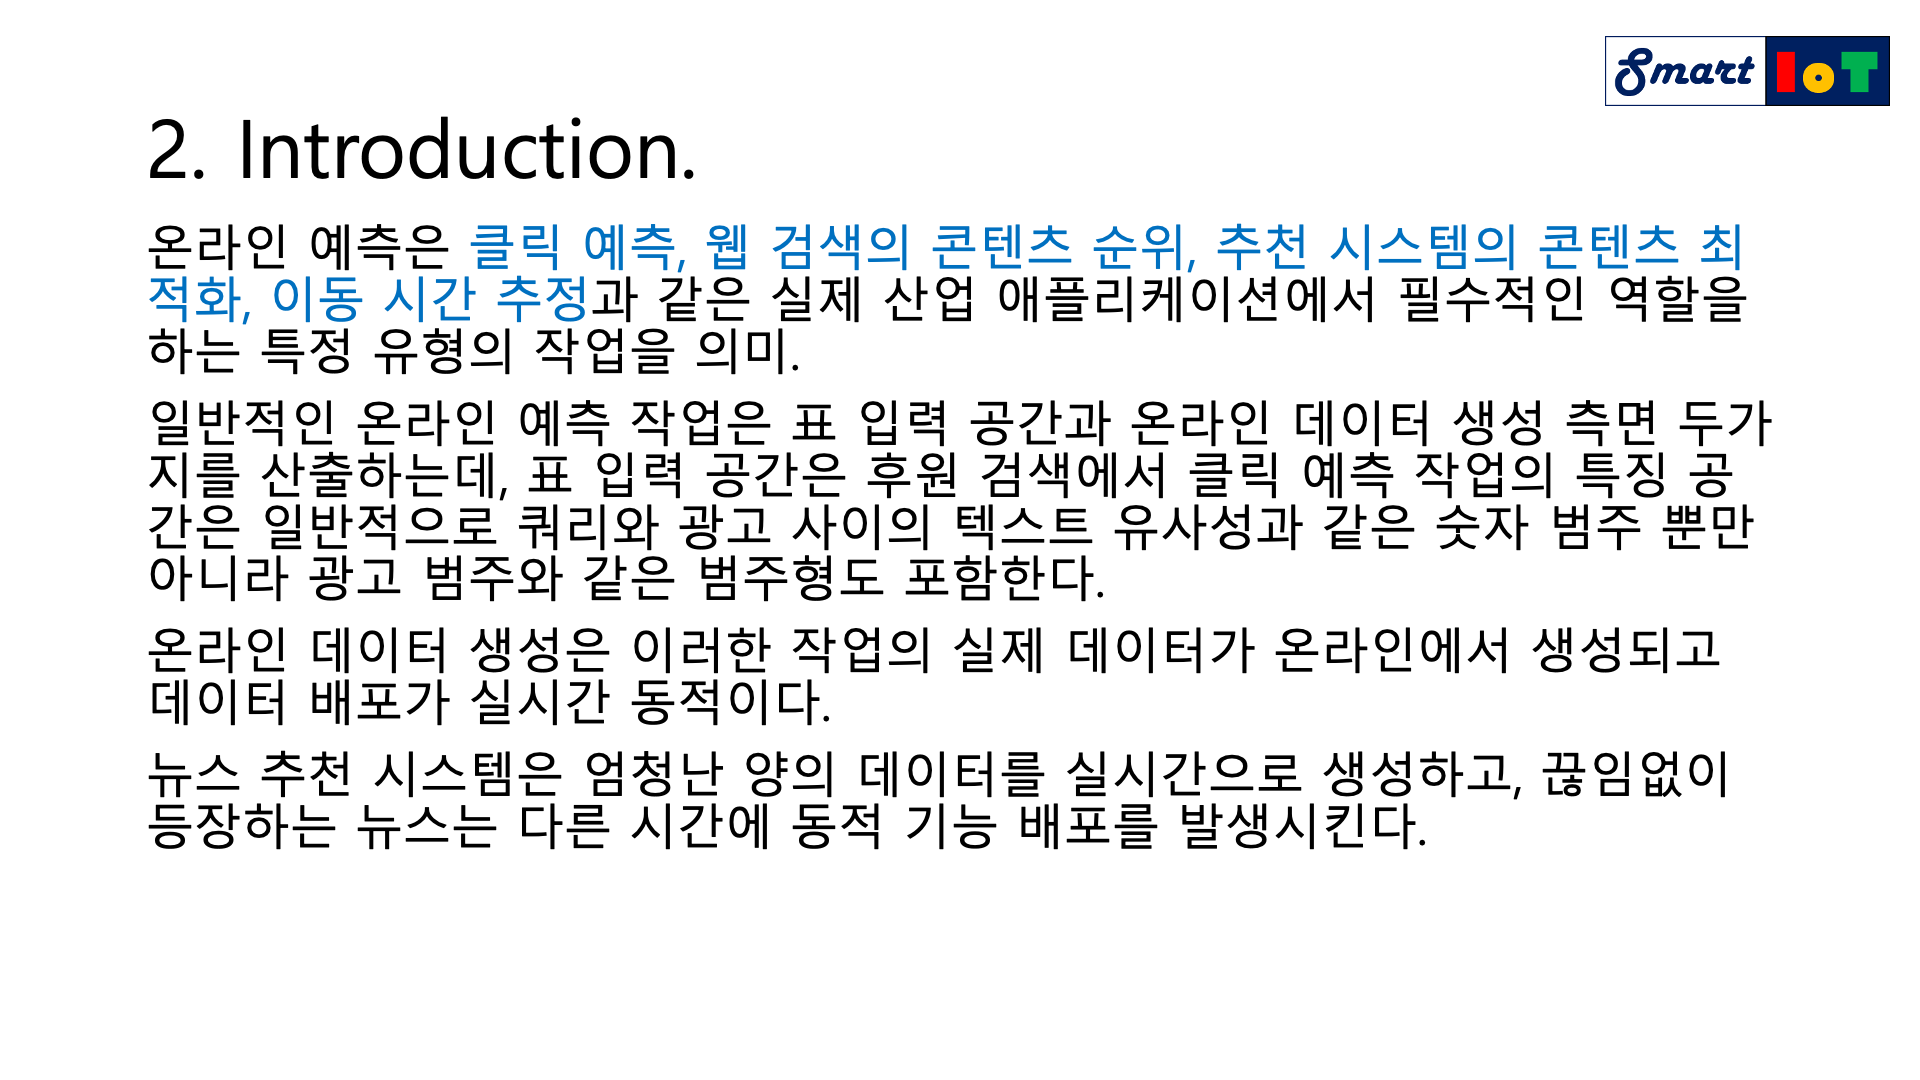 Smart IoT
2. Introduction.
온라인 예측은 클릭 예측, 웹 검색의 콘텐츠 순위, 추천 시스템의 콘텐츠 최
적화, 이동 시간 추정과 같은 실제 산업 애플리케이션에서 필수적인 역할을
하는 특정 유형의 작업을 의미.
일반적인 온라인 예측 작업은 표 입력 공간과 온라인 데이터 생성 측면 두가
지를 산출하는데, 표 입력 공간은 후원 검색에서 클릭 예측 작업의 특징 공
간은 일반적으로 쿼리와 광고 사이의 텍스트 유사성과 같은 숫자 범주 뿐만
아니라 광고 범주와 같은 범주형도 포함한다.
온라인 데이터 생성은 이러한 작업의 실제 데이터가 온라인에서 생성되고
데이터 배포가 실시간 동적이다.
뉴스 추천 시스템은 엄청난 양의 데이터를 실시간으로 생성하고, 끊임없이
등장하는 뉴스는 다른 시간에 동적 기능 배포를 발생시킨다.